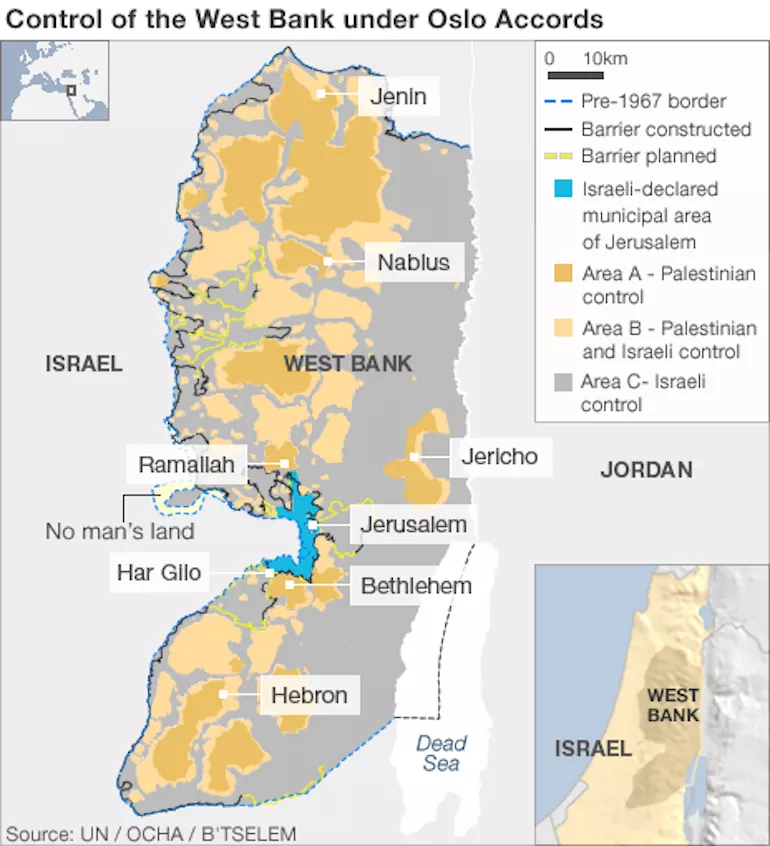 Control of the West Bank under Oslo Accords
0 10km
Pre-1967 border
Barrier constructed
Barrier planned
Israeli-declared
municipal area
of Jerusalem
Area A - Palestinian
control
Area B - Palestinian
and Israeli control
Area C- Israeli
control
Jenin
Nablus
ISRAEL
WEST BANK
Ramallah
Jericho
JORDAN
No man's land
Jerusalem
Har Gilo
Bethlehem
Hebron
Dead
Sea
WEST
BANK
ISRAEL
Source: UN / OCHA / B'TSELEM